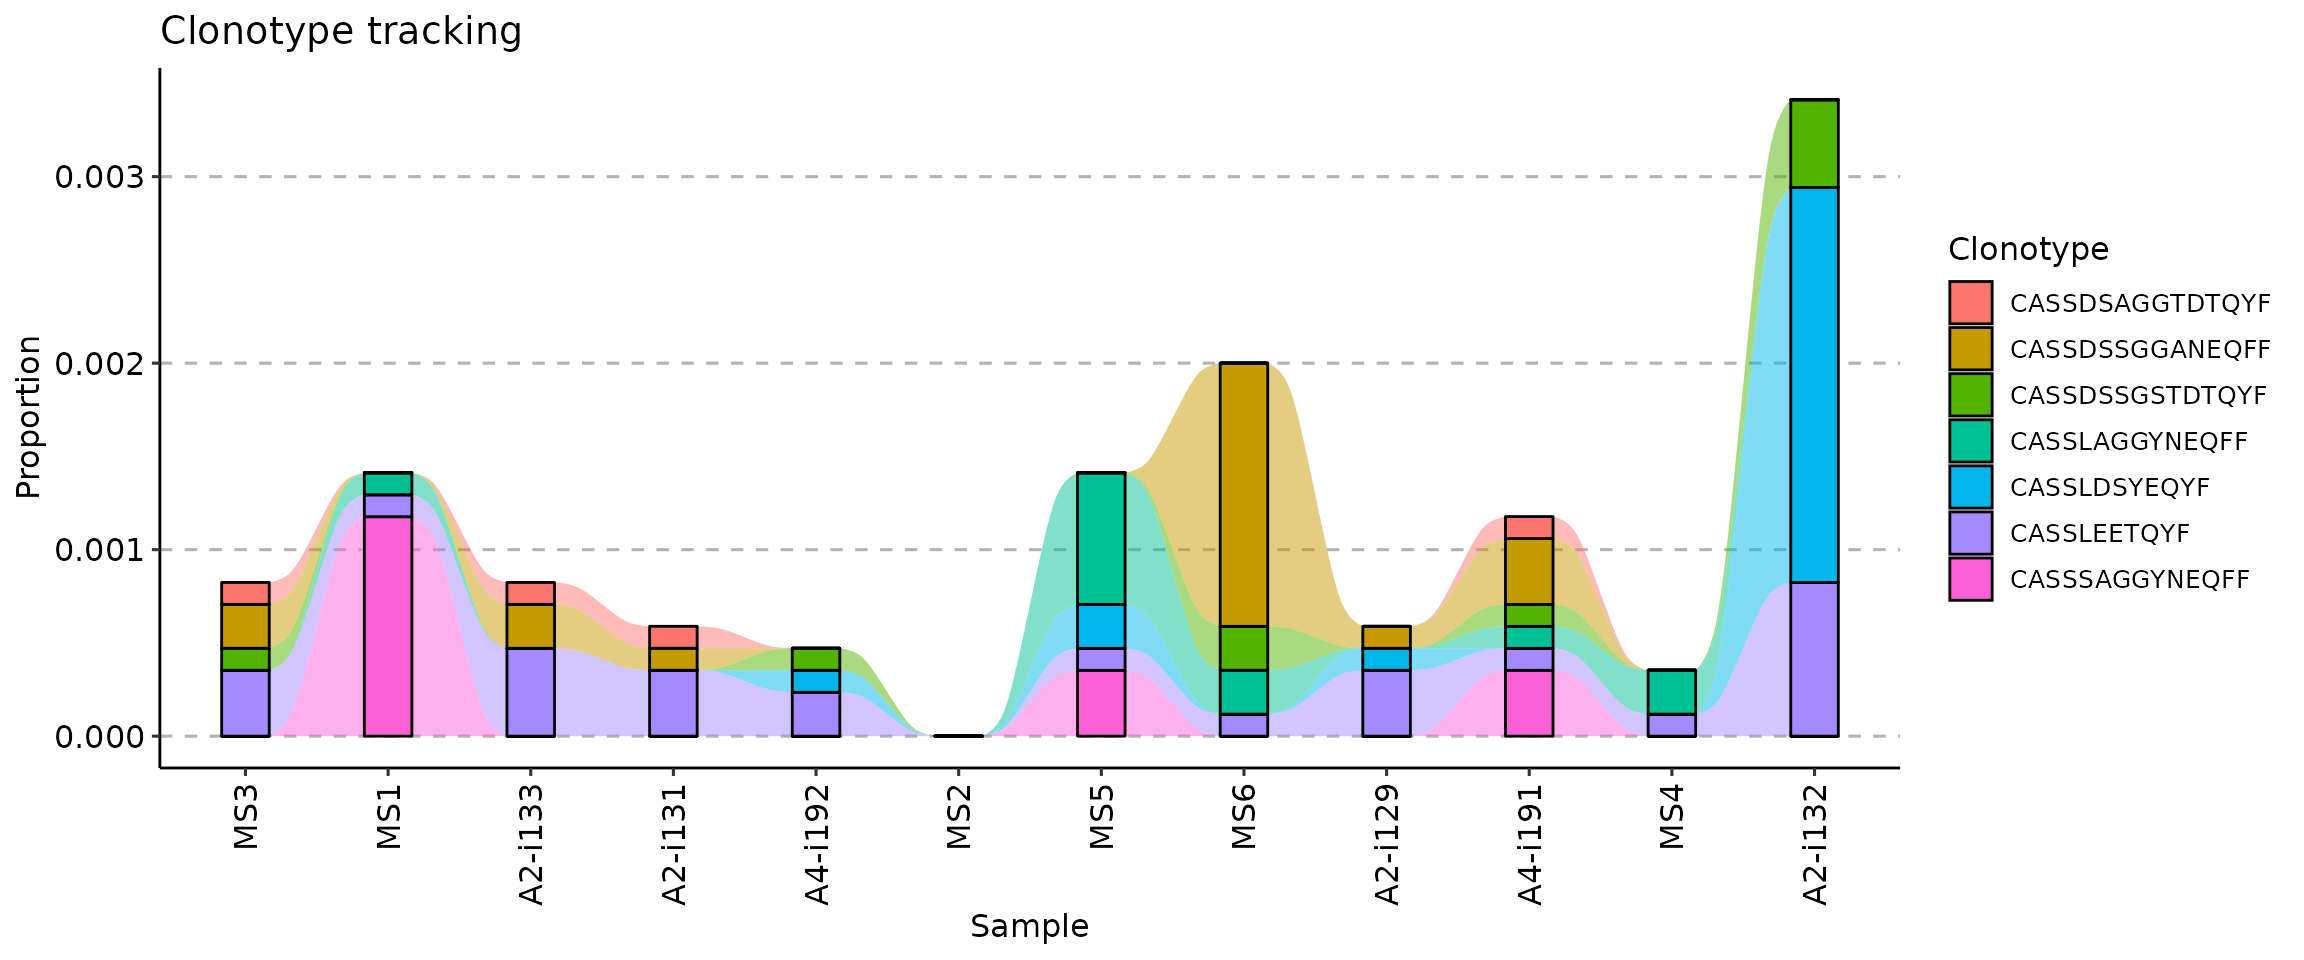 Clonotype tracking
Proportion
0.003
0.002
0.001
0.000
MS3
MS1
A2-i133
A2-i131
A4-i192
MS2
MS5
MS6
A2-i129
A4-i191
MS4
A2-i132
Sample
Clonotype
CASSDSAGGTDTQYF
CASSDSSGGANEQFF
CASSDSSGSTDTQYF
CASSLAGGYNEQFF
CASSLDSYEQYF
CASSLEETQYF
CASSSAGGYNEQFF